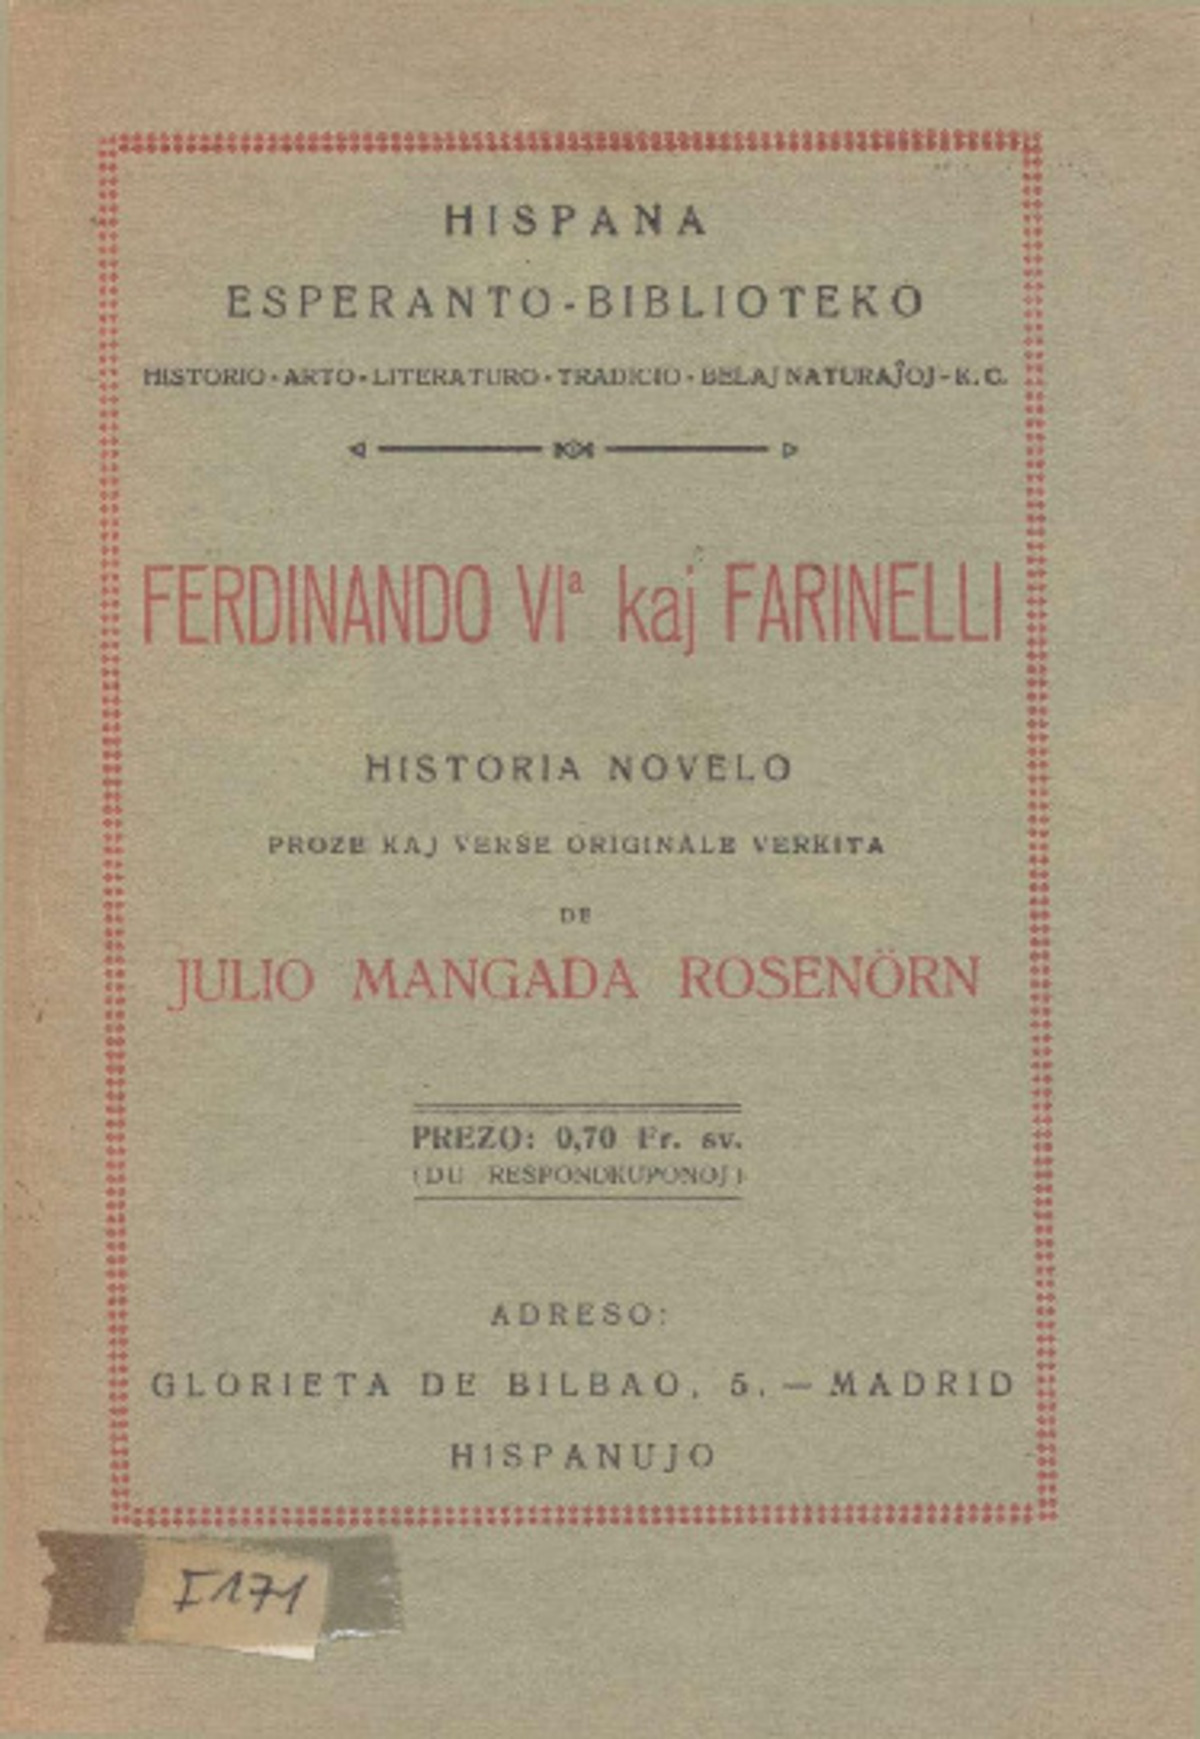 HISPANA
ESPERANTO-BIBLIOTEKO
HISTORIO - ARTO - LITERATURO - TRADICIO - BELAJ NATURAĴOJ - K. C.
FERDINANDO VIª kaj FARINELLI
HISTORIA NOVELO
PROZE KAJ VERSE ORIGINALE VERKITA
DE
JULIO MANGADA ROSENÖRN
PREZO: 0,70 Fr. sv.
(DU RESPONDKUPONOJ)
ADRESO:
GLORIETA DE BILBAO, 5. — MADRID
HISPANUJO
I 171